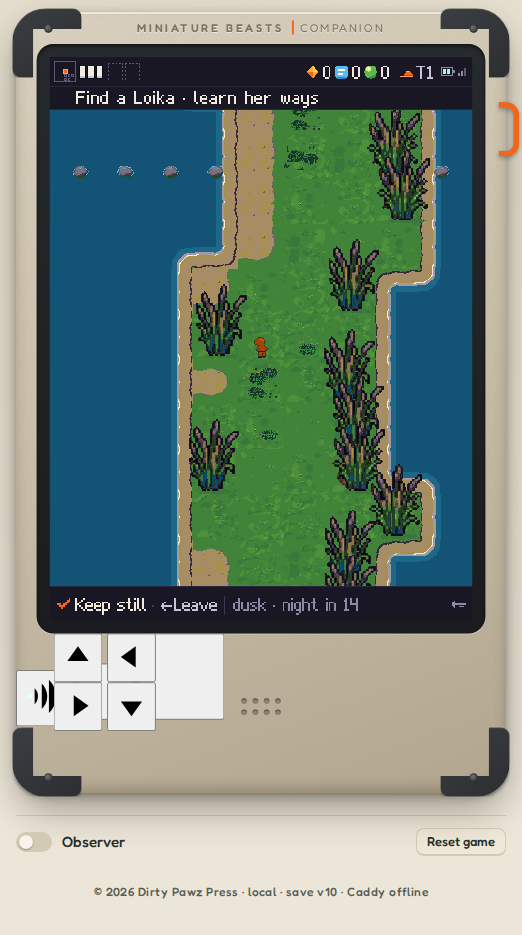 MINIATURE BEASTS | COMPANION
0 0 0 T1
Find a Loika · learn her ways
Keep still · ←Leave | dusk · night in 14
Observer
Reset game
© 2026 Dirty Pawz Press · local · save v10 · Caddy offline